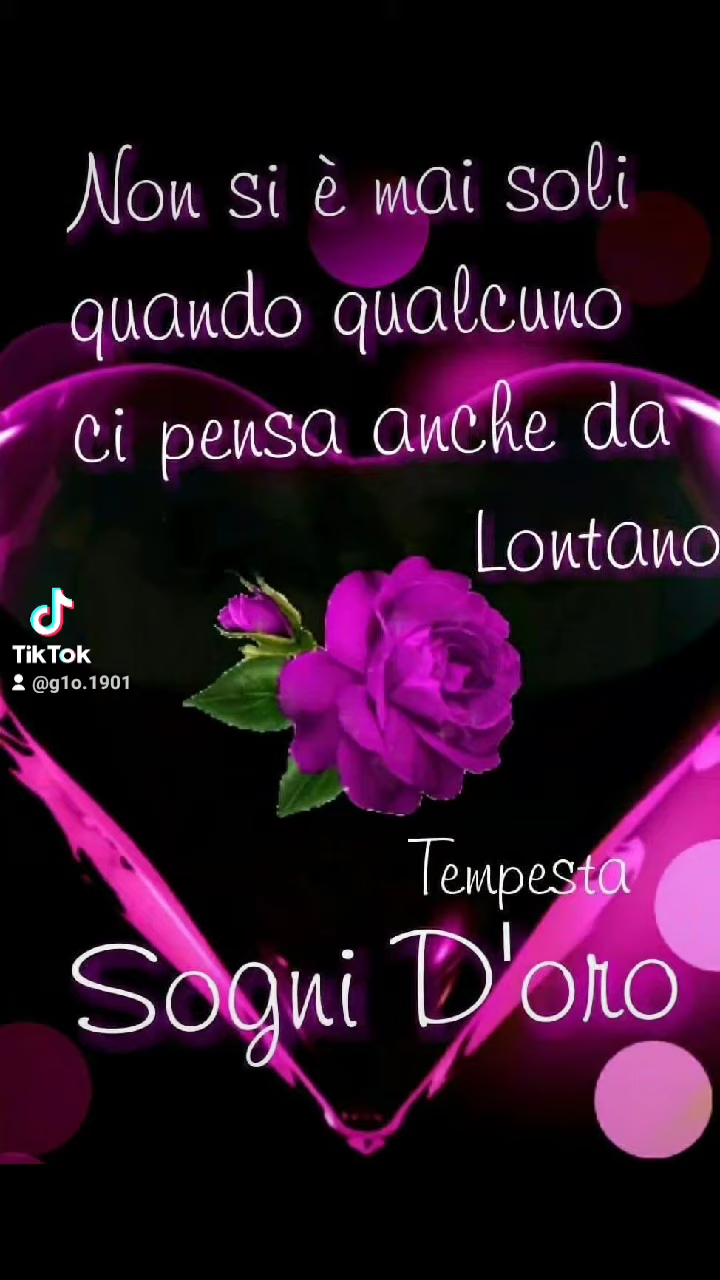 Non si è mai soli
quando qualcuno
ci pensa anche da
Lontano
TikTok
@g1o.1901
Tempesta
Sogni D'oro